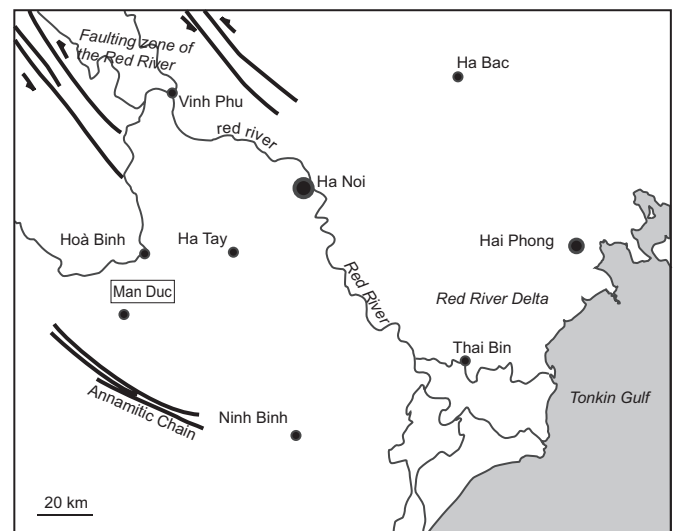 Faulting zone of
the Red River
Ha Bac
Vinh Phu
red river
Ha Noi
Hoà Binh
Ha Tay
Hai Phong
Man Duc
Red River
Red River Delta
Thai Bin
Annamitic Chain
Ninh Binh
Tonkin Gulf
20 km